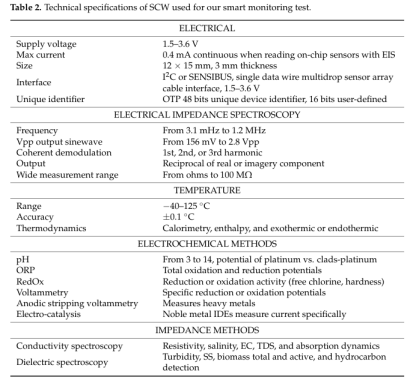 Table 2. Technical specifications of SCW used for our smart monitoring test.
ELECTRICAL
Supply voltage 1.5–3.6 V
Max current 0.4 mA continuous when reading on-chip sensors with EIS
Size 12 × 15 mm, 3 mm thickness
Interface I²C or SENSIBUS, single data wire multidrop sensor array
cable interface, 1.5–3.6 V
Unique identifier OTP 48 bits unique device identifier, 16 bits user-defined
ELECTRICAL IMPEDANCE SPECTROSCOPY
Frequency From 3.1 mHz to 1.2 MHz
Vpp output sinewave From 156 mV to 2.8 Vpp
Coherent demodulation 1st, 2nd, or 3rd harmonic
Output Reciprocal of real or imagery component
Wide measurement range From ohms to 100 MΩ
TEMPERATURE
Range −40–125 °C
Accuracy ±0.1 °C
Thermodynamics Calorimetry, enthalpy, and exothermic or endothermic
ELECTROCHEMICAL METHODS
pH From 3 to 14, potential of platinum vs. clads-platinum
ORP Total oxidation and reduction potentials
RedOx Reduction or oxidation activity (free chlorine, hardness)
Voltammetry Specific reduction or oxidation potentials
Anodic stripping voltammetry Measures heavy metals
Electro-catalysis Noble metal IDEs measure current specifically
IMPEDANCE METHODS
Conductivity spectroscopy Resistivity, salinity, EC, TDS, and absorption dynamics
Dielectric spectroscopy Turbidity, SS, biomass total and active, and hydrocarbon
detection